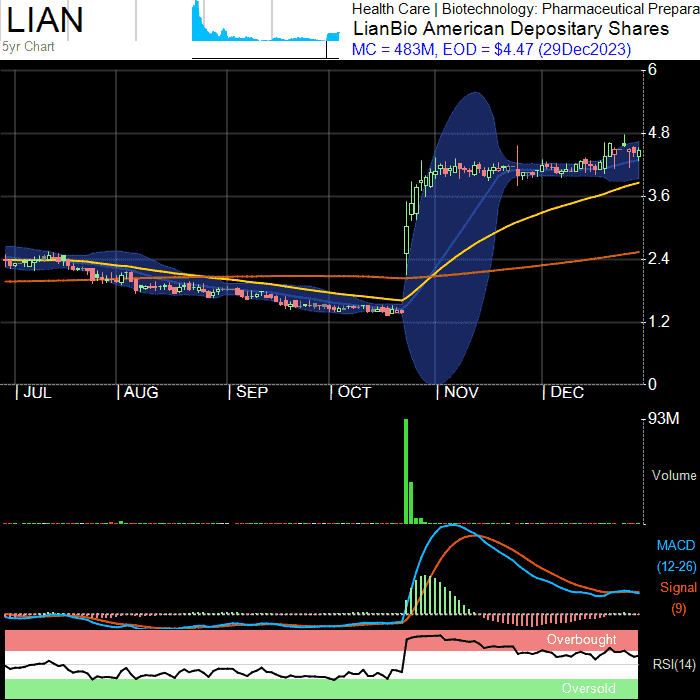 LIAN
5yr Chart
Health Care | Biotechnology: Pharmaceutical Prepara
LianBio American Depositary Shares
MC = 483M, EOD = $4.47 (29Dec2023)
6
4.8
3.6
2.4
1.2
0
| JUL | AUG | SEP | OCT | NOV | DEC
93M
Volume
MACD
(12-26)
Signal
(9)
Overbought
RSI(14)
Oversold